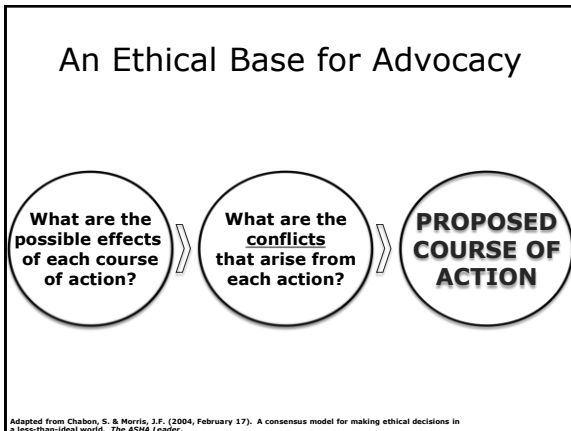 An Ethical Base for Advocacy
What are the
possible effects
of each course
of action?
What are the
conflicts
that arise from
each action?
PROPOSED
COURSE OF
ACTION
Adapted from Chabon, S. & Morris, J.F. (2004, February 17).  A consensus model for making ethical decisions in
a less-than-ideal world.  The ASHA Leader.